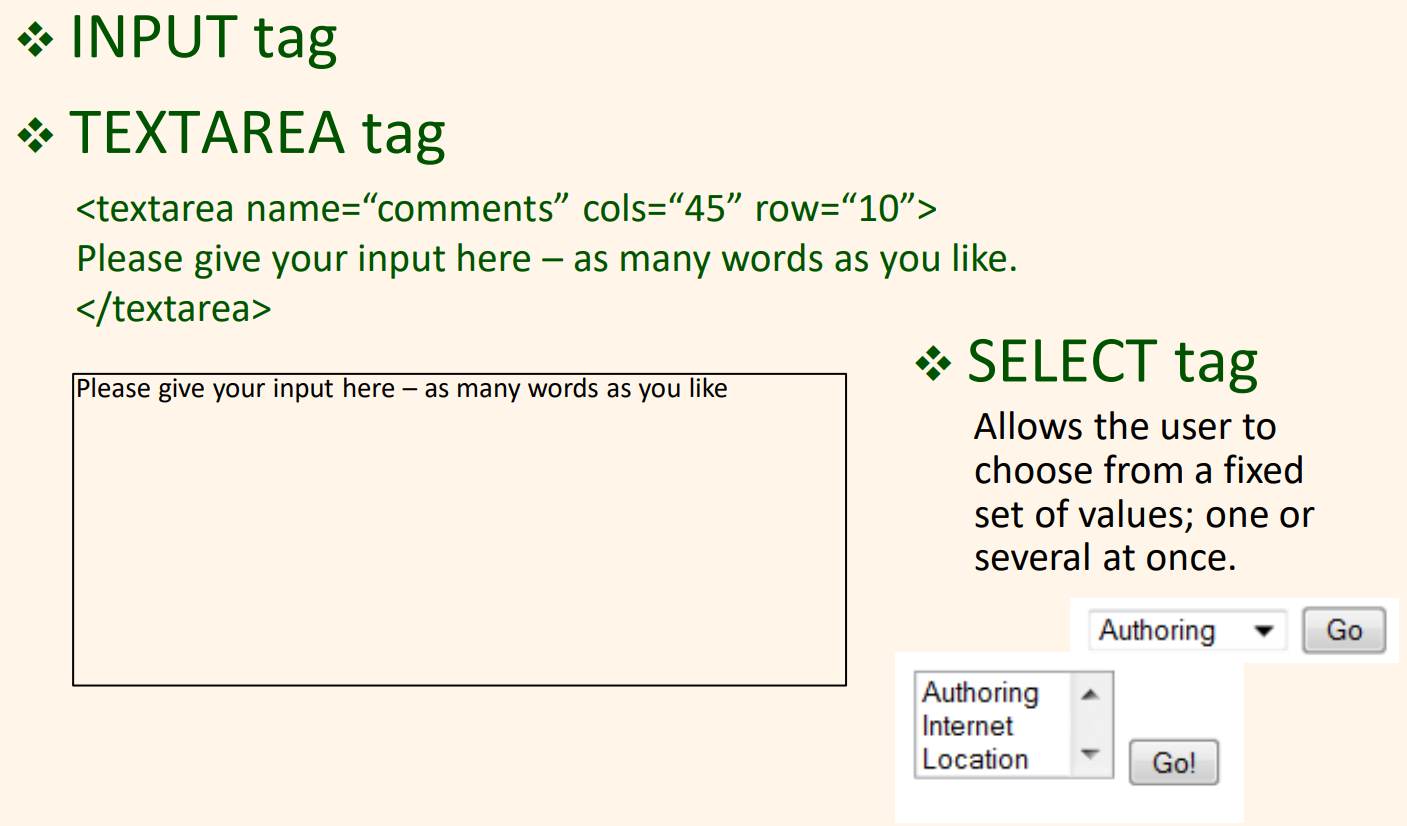 ❖ INPUT tag
❖ TEXTAREA tag
<textarea name=“comments” cols=“45” row=“10”>
Please give your input here – as many words as you like.
</textarea>
Please give your input here – as many words as you like
❖ SELECT tag
Allows the user to
choose from a fixed
set of values; one or
several at once.
Authoring Go
Authoring
Internet
Location
Go!